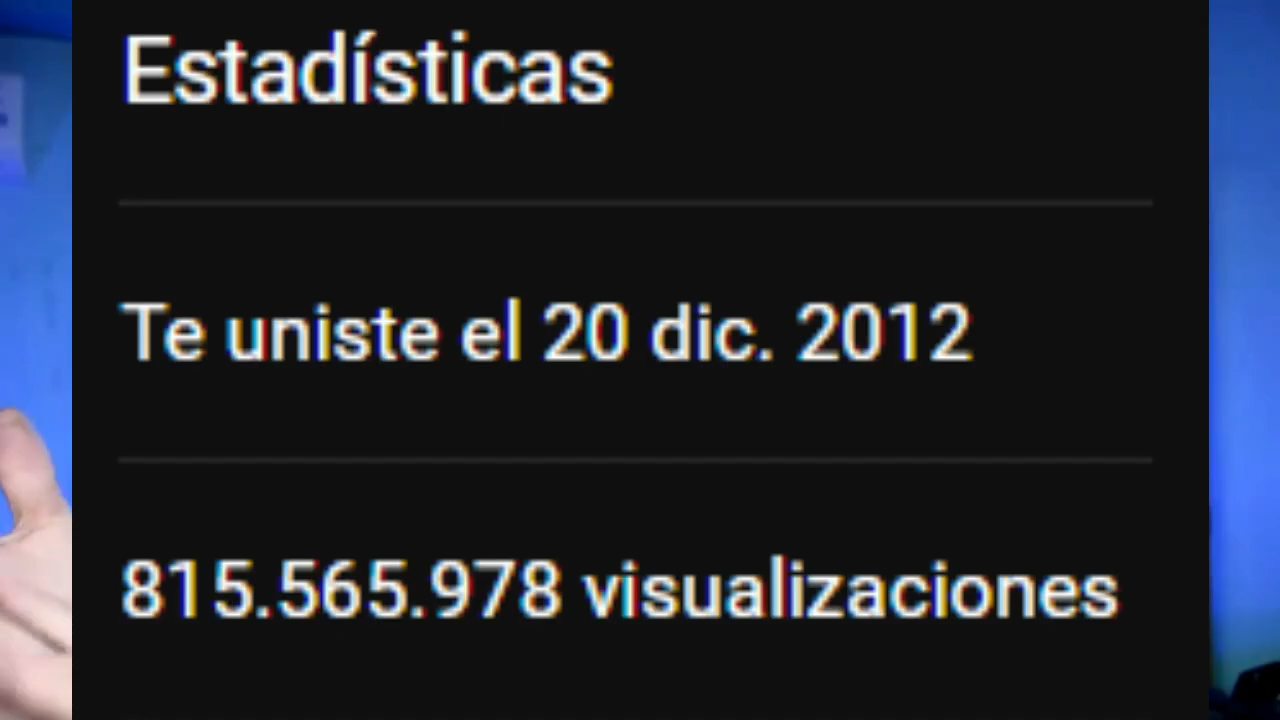 Estadísticas
Te uniste el 20 dic. 2012
815.565.978 visualizaciones